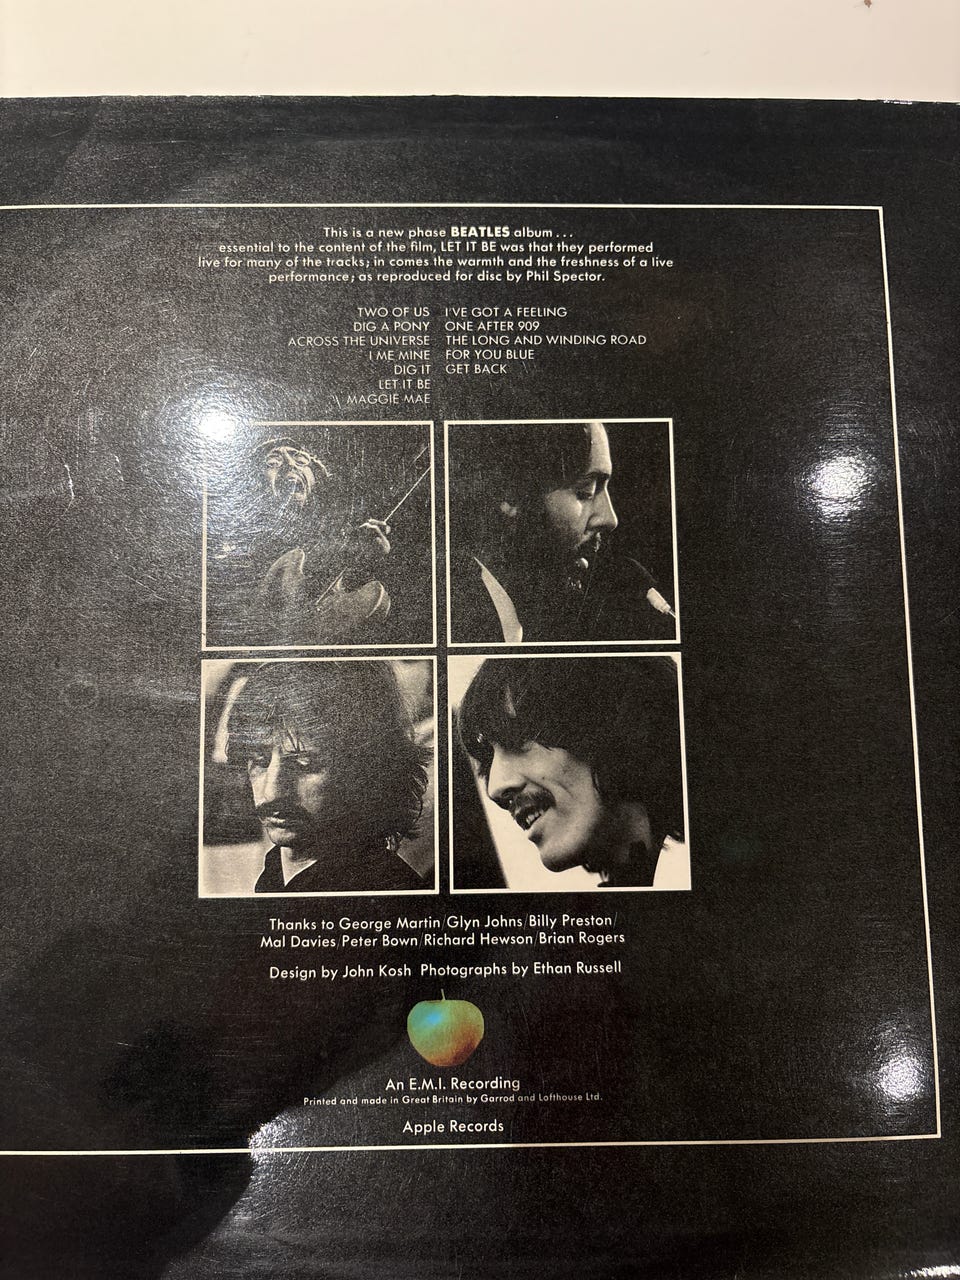 This is a new phase BEATLES album . . .
essential to the content of the film, LET IT BE was that they performed
live for many of the tracks; in comes the warmth and the freshness of a live
performance; as reproduced for disc by Phil Spector.
TWO OF US I'VE GOT A FEELING
DIG A PONY ONE AFTER 909
ACROSS THE UNIVERSE THE LONG AND WINDING ROAD
I ME MINE FOR YOU BLUE
DIG IT GET BACK
LET IT BE
MAGGIE MAE
Thanks to George Martin/Glyn Johns/Billy Preston/
Mal Davies/Peter Bown/Richard Hewson/Brian Rogers
Design by John Kosh Photographs by Ethan Russell
An E.M.I. Recording
Printed and made in Great Britain by Garrod and Lofthouse Ltd.
Apple Records